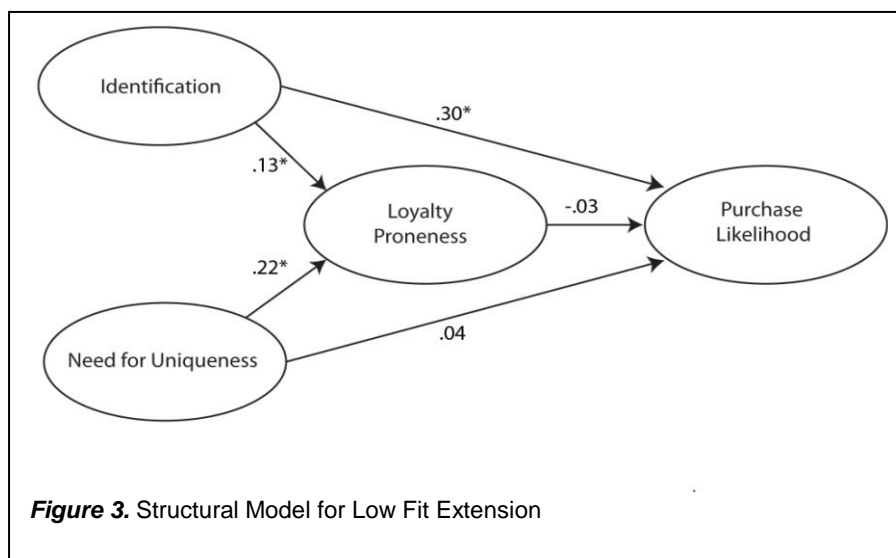 Identification
.30*
.13*
Loyalty
Proneness
-.03
Purchase
Likelihood
.22*
.04
Need for Uniqueness
Figure 3. Structural Model for Low Fit Extension